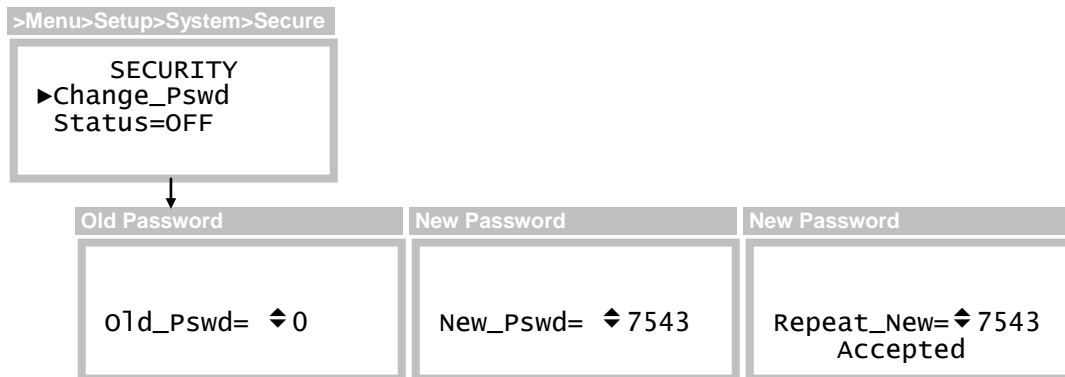 >Menu>Setup>System>Secure
SECURITY
►Change_Pswd
Status=OFF
Old Password
Old_Pswd= 0
New Password
New_Pswd= 7543
New Password
Repeat_New= 7543
Accepted